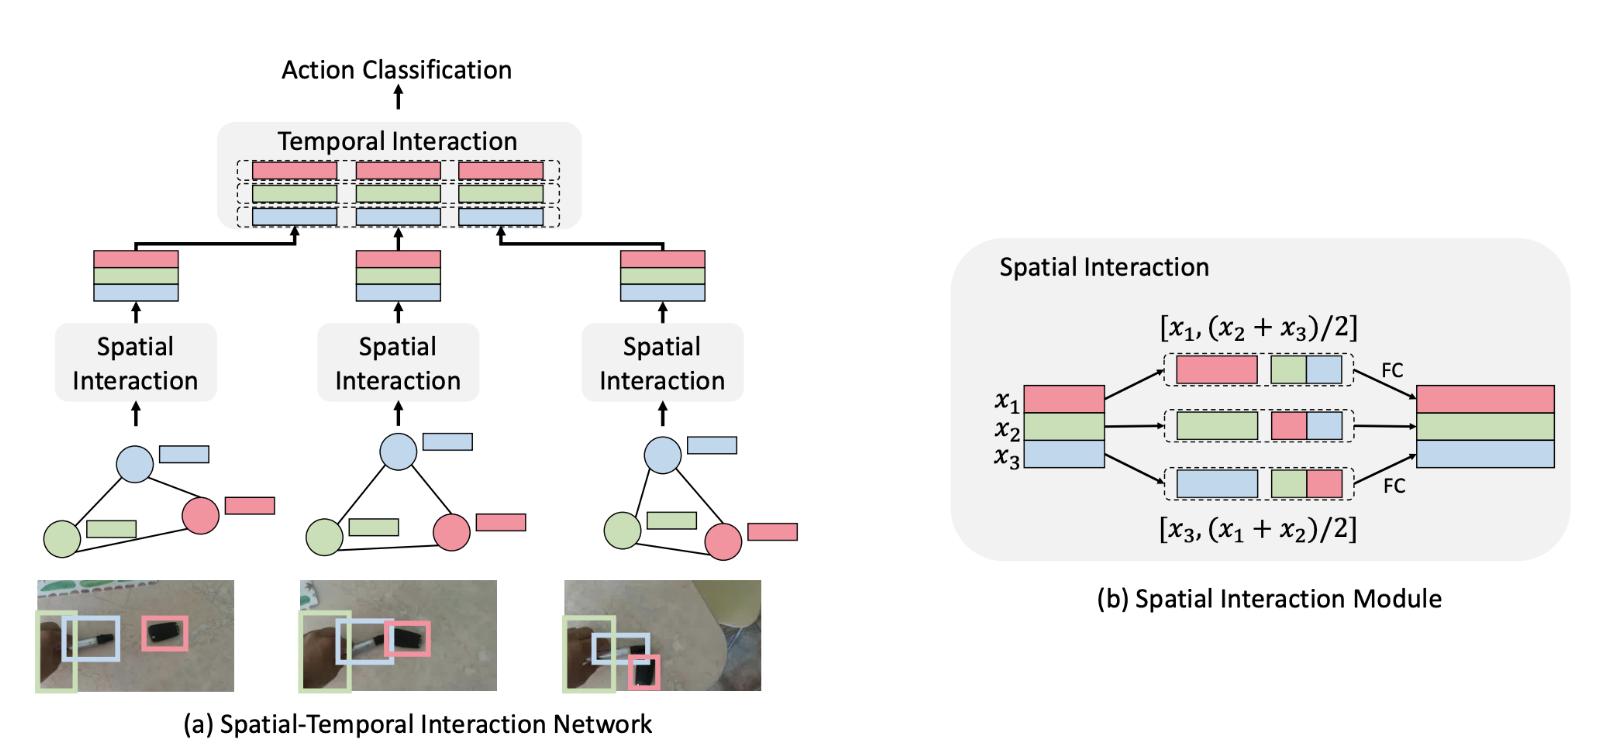 Action Classification
Temporal Interaction
Spatial
Interaction
Spatial
Interaction
Spatial
Interaction
(a) Spatial-Temporal Interaction Network
Spatial Interaction
[x₁, (x₂ + x₃)/2]
FC
x₁
x₂
x₃
FC
[x₃, (x₁ + x₂)/2]
(b) Spatial Interaction Module